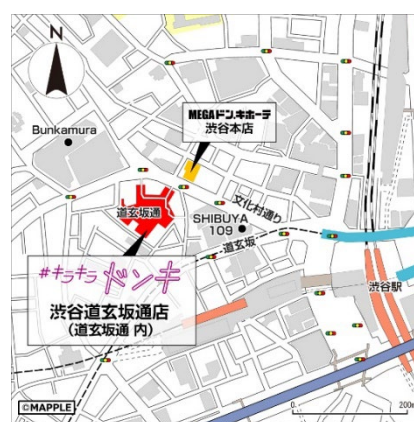 N
MEGAドン.キホーテ
渋谷本店
Bunkamura
道玄坂通
文化村通り
SHIBUYA
109
道玄坂
#キラキラドンキ
渋谷道玄坂通店
(道玄坂通 内)
渋谷駅
©MAPPLE
0
200m